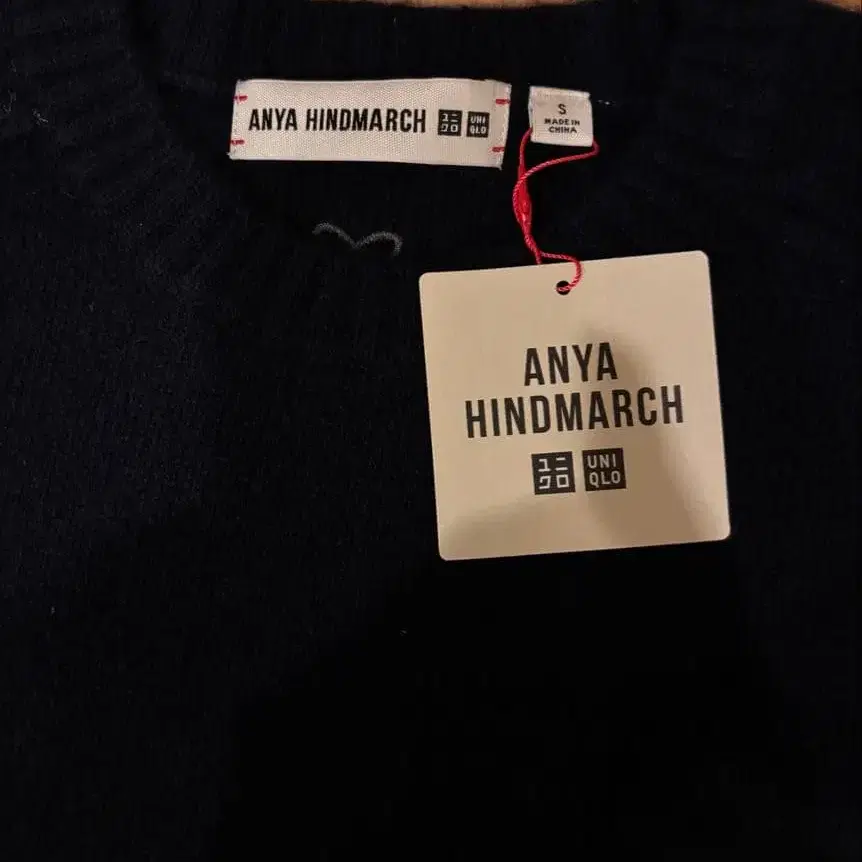 ANYA HINDMARCH ユニクロ UNIQLO
S
MADE IN
CHINA
ANYA
HINDMARCH
ユニクロ UNIQLO